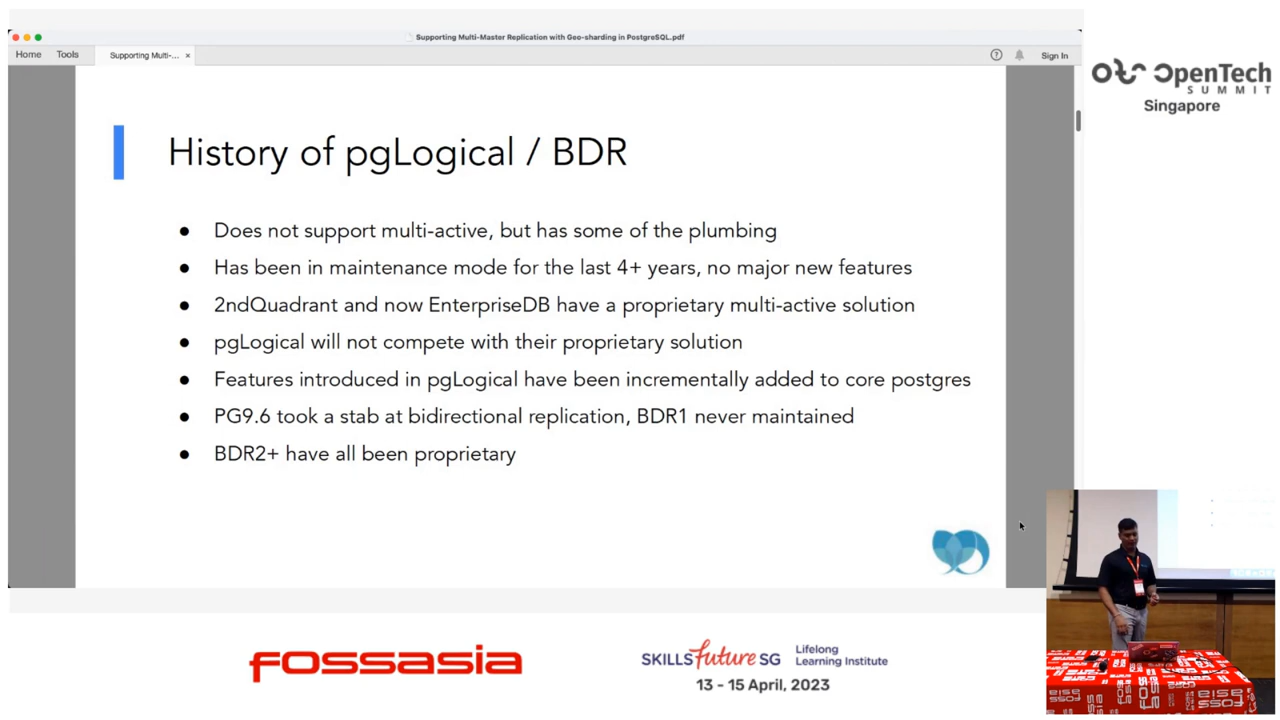 Supporting Multi-Master Replication with Geo-sharding in PostgreSQL.pdf
Home
Tools
Supporting Multi-... ×
Sign In
OpenTech
SUMMIT
Singapore
History of pgLogical / BDR
● Does not support multi-active, but has some of the plumbing
● Has been in maintenance mode for the last 4+ years, no major new features
● 2ndQuadrant and now EnterpriseDB have a proprietary multi-active solution
● pgLogical will not compete with their proprietary solution
● Features introduced in pgLogical have been incrementally added to core postgres
● PG9.6 took a stab at bidirectional replication, BDR1 never maintained
● BDR2+ have all been proprietary
fossasia
SKILLSfuture SG
Lifelong
Learning Institute
13 - 15 April, 2023